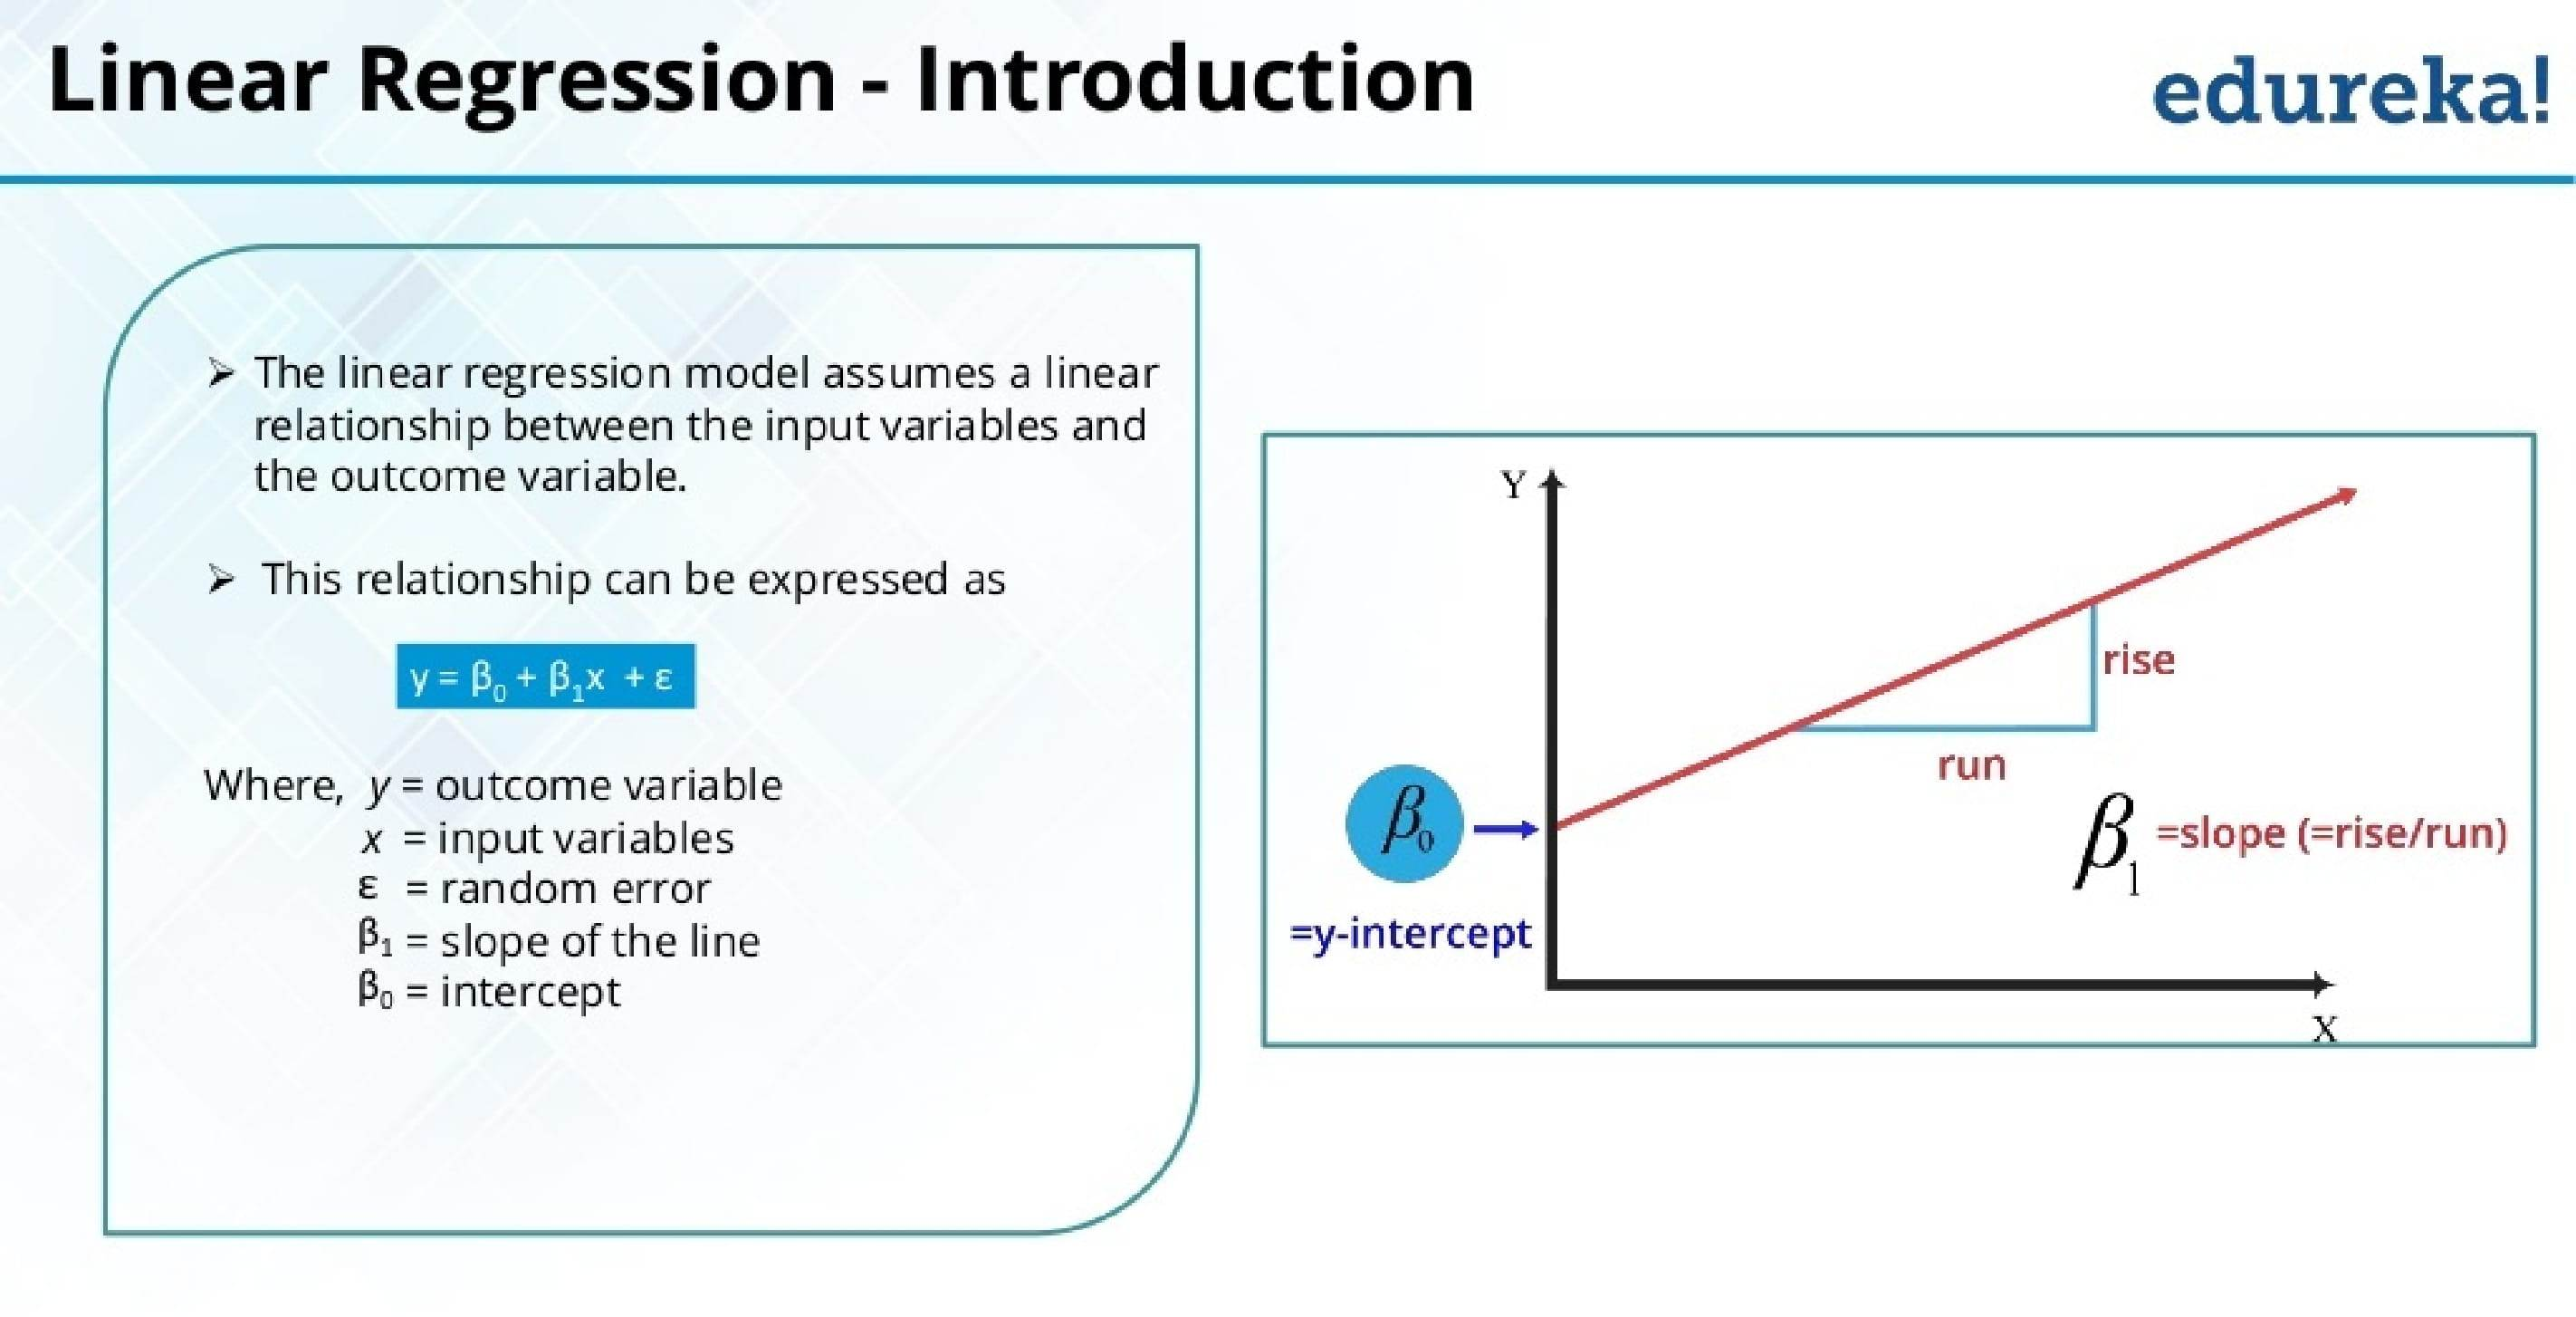 Linear Regression - Introduction
edureka!
➢ The linear regression model assumes a linear
relationship between the input variables and
the outcome variable.
➢ This relationship can be expressed as
y = β₀ + β₁x + ε
Where, y = outcome variable
x = input variables
ε = random error
β₁ = slope of the line
β₀ = intercept
Y
rise
run
β₀
β₁ =slope (=rise/run)
=y-intercept
X